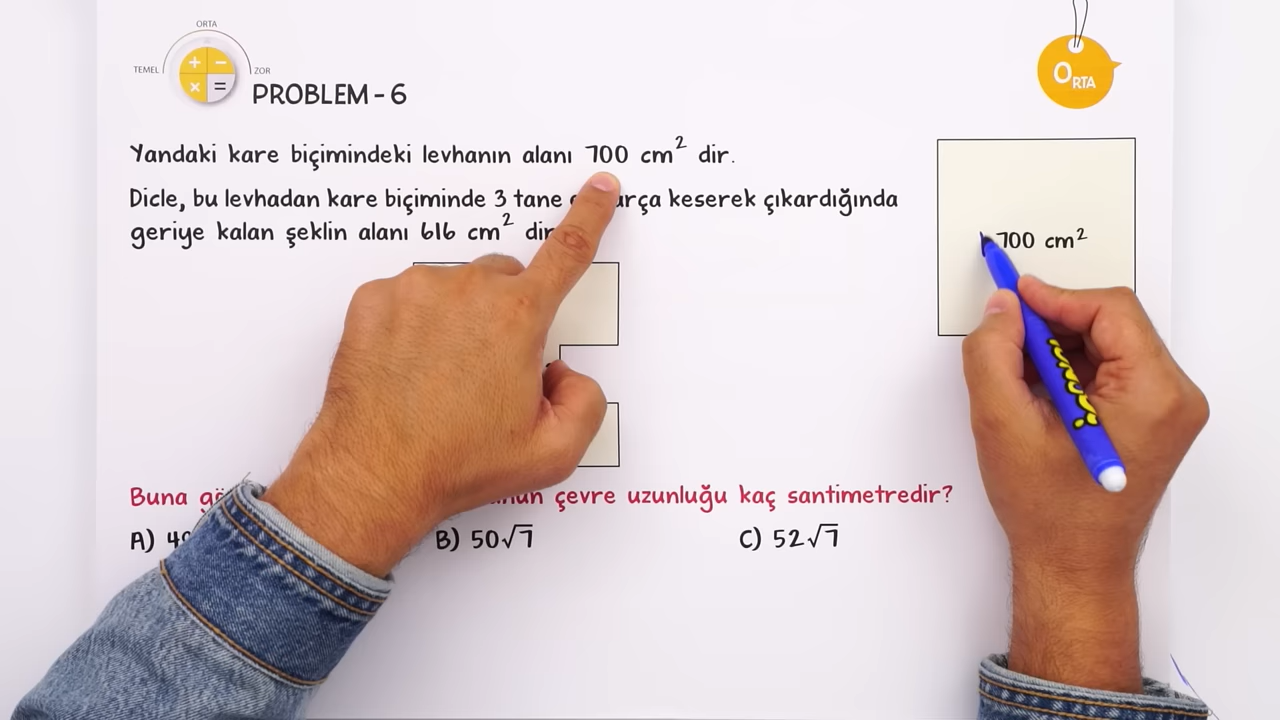 ORTA
TEMEL
ZOR
PROBLEM - 6
ORTA
Yandaki kare biçimindeki levhanın alanı 700 cm² dir.
Dicle, bu levhadan kare biçiminde 3 tane keserek çıkardığında
geriye kalan şeklin alanı 616 cm²
700 cm²
Buna çevre uzunluğu kaç santimetredir?
A)
B) 50√7
C) 52√7